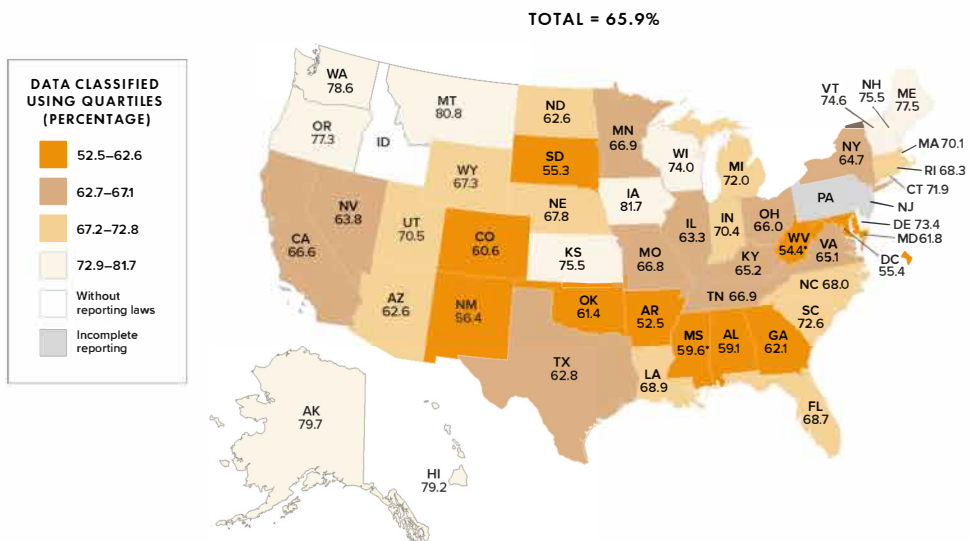 TOTAL = 65.9%
DATA CLASSIFIED
USING QUARTILES
(PERCENTAGE)
52.5–62.6
62.7–67.1
67.2–72.8
72.9–81.7
Without
reporting laws
Incomplete
reporting
WA
78.6
OR
77.3
ID
MT
80.8
ND
62.6
MN
66.9
SD
55.3
WI
74.0
MI
72.0
WY
67.3
NE
67.8
IA
81.7
NV
63.8
UT
70.5
CO
60.6
KS
75.5
CA
66.6
AZ
62.6
NM
56.4
OK
61.4
TX
62.8
MO
66.8
AR
52.5
LA
68.9
IL
63.3
IN
70.4
OH
66.0
KY
65.2
TN 66.9
MS
59.6*
AL
59.1
GA
62.1
FL
68.7
SC
72.6
NC 68.0
WV
54.4*
VA
65.1
PA
NY
64.7
VT
74.6
NH
75.5
ME
77.5
MA 70.1
RI 68.3
CT 71.9
NJ
DE 73.4
MD 61.8
DC
55.4
AK
79.7
HI
79.2